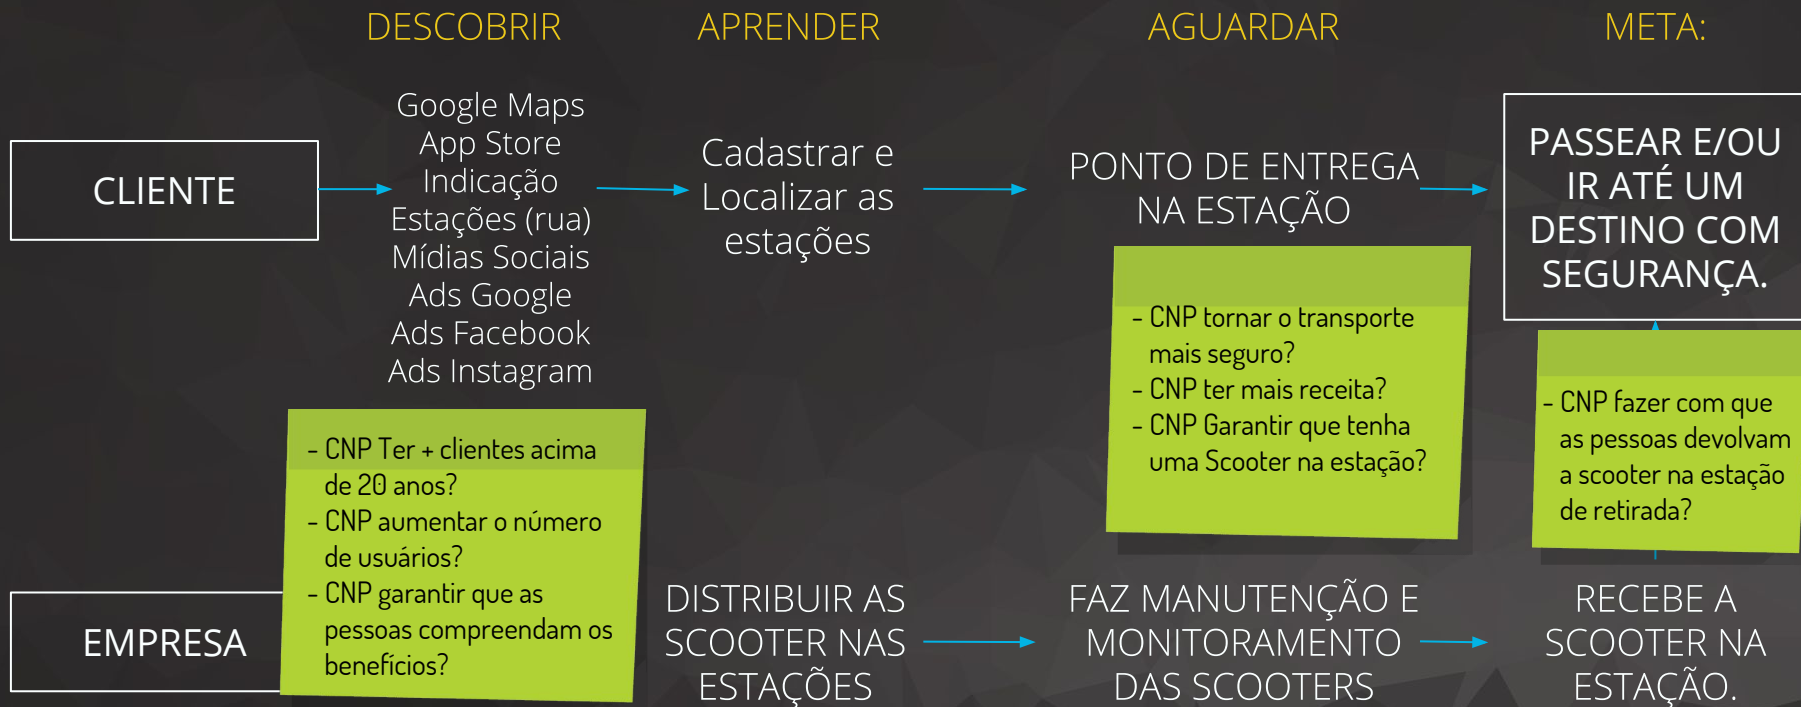 DESCOBRIR
APRENDER
AGUARDAR
META:
CLIENTE
Google Maps
App Store
Indicação
Estações (rua)
Mídias Sociais
Ads Google
Ads Facebook
Ads Instagram
Cadastrar e
Localizar as
estações
PONTO DE ENTREGA
NA ESTAÇÃO
PASSEAR E/OU
IR ATÉ UM
DESTINO COM
SEGURANÇA.
- CNP Ter + clientes acima
de 20 anos?
- CNP aumentar o número
de usuários?
- CNP garantir que as
pessoas compreendam os
benefícios?
- CNP tornar o transporte
mais seguro?
- CNP ter mais receita?
- CNP Garantir que tenha
uma Scooter na estação?
- CNP fazer com que
as pessoas devolvam
a scooter na estação
de retirada?
EMPRESA
DISTRIBUIR AS
SCOOTER NAS
ESTAÇÕES
FAZ MANUTENÇÃO E
MONITORAMENTO
DAS SCOOTERS
RECEBE A
SCOOTER NA
ESTAÇÃO.